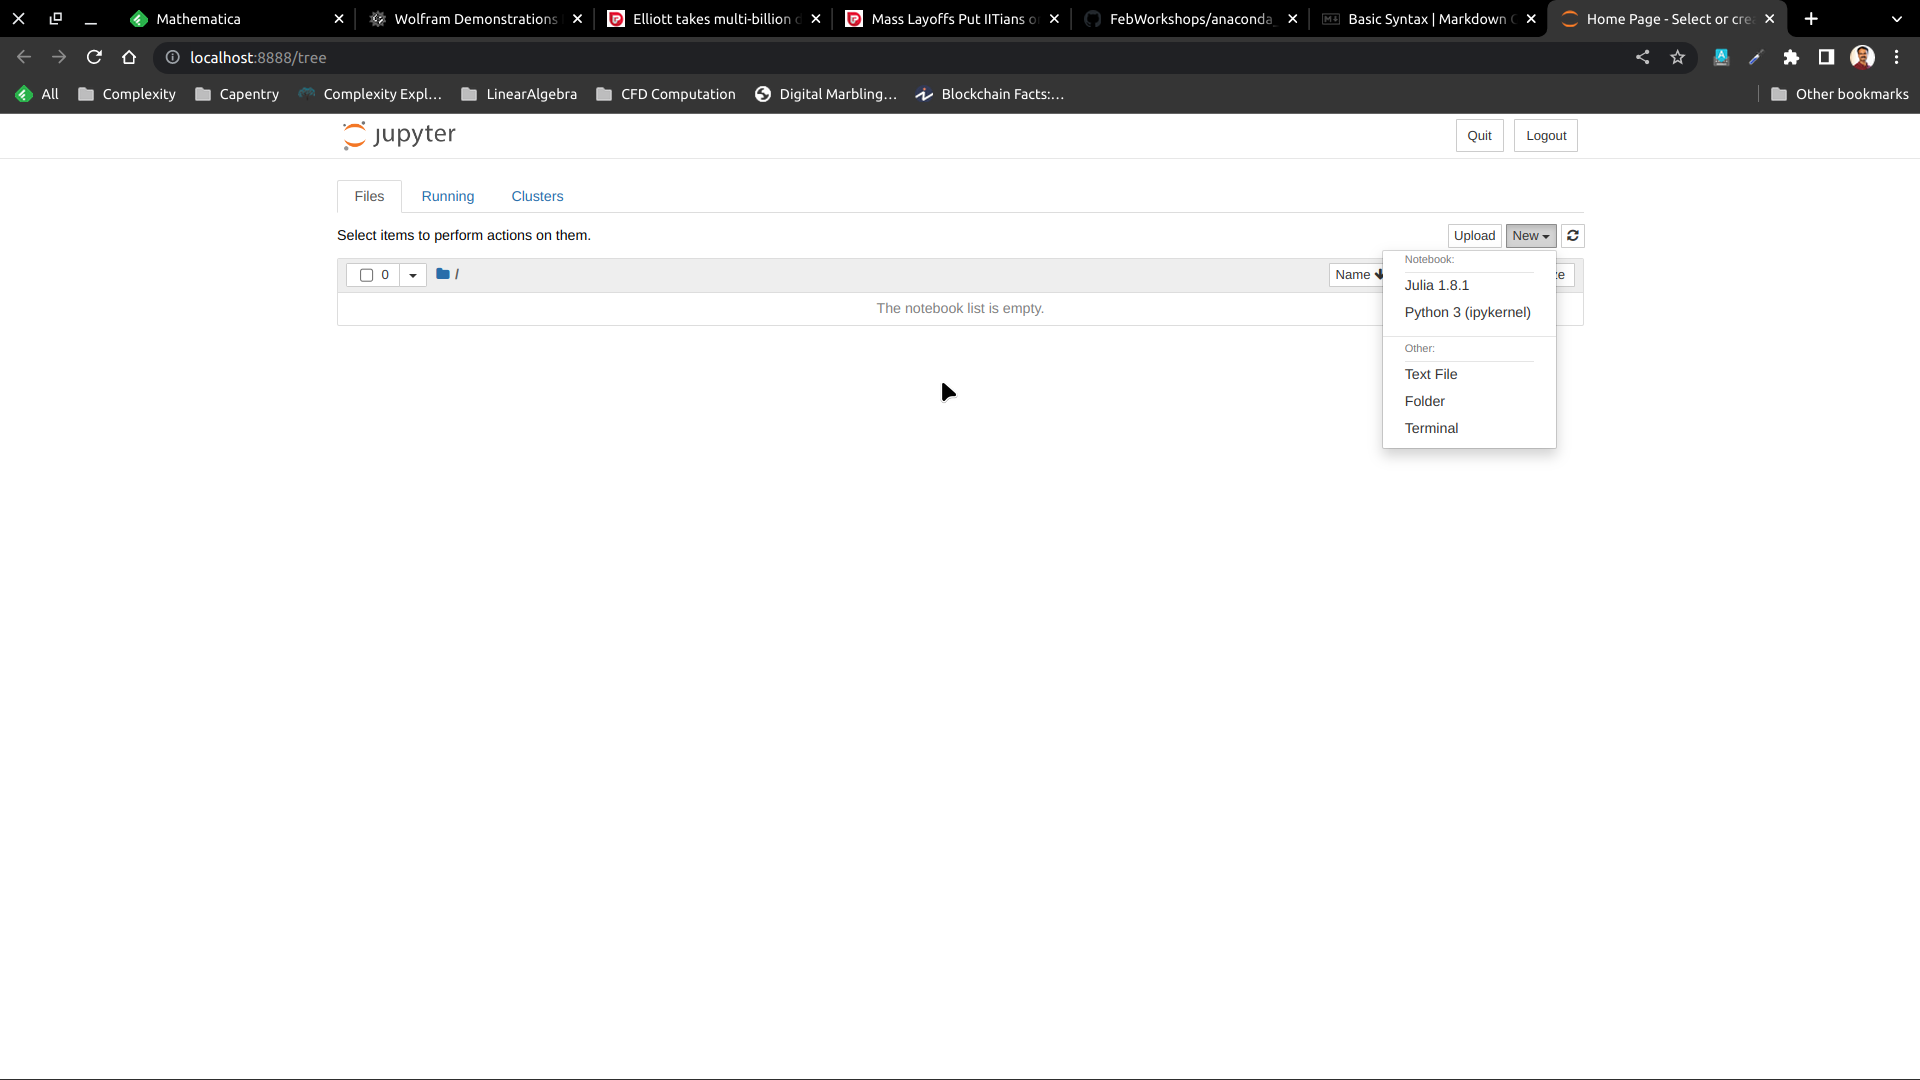 Mathematica
Wolfram Demonstrations
Elliott takes multi-billion
Mass Layoffs Put IITians
FebWorkshops/anaconda_
Basic Syntax | Markdown
Home Page - Select or cre
localhost:8888/tree
All
Complexity
Capentry
Complexity Expl...
LinearAlgebra
CFD Computation
Digital Marbling...
Blockchain Facts:...
Other bookmarks
jupyter
Quit
Logout
Files
Running
Clusters
Select items to perform actions on them.
Upload
New
0
/
Name
ze
The notebook list is empty.
Notebook:
Julia 1.8.1
Python 3 (ipykernel)
Other:
Text File
Folder
Terminal